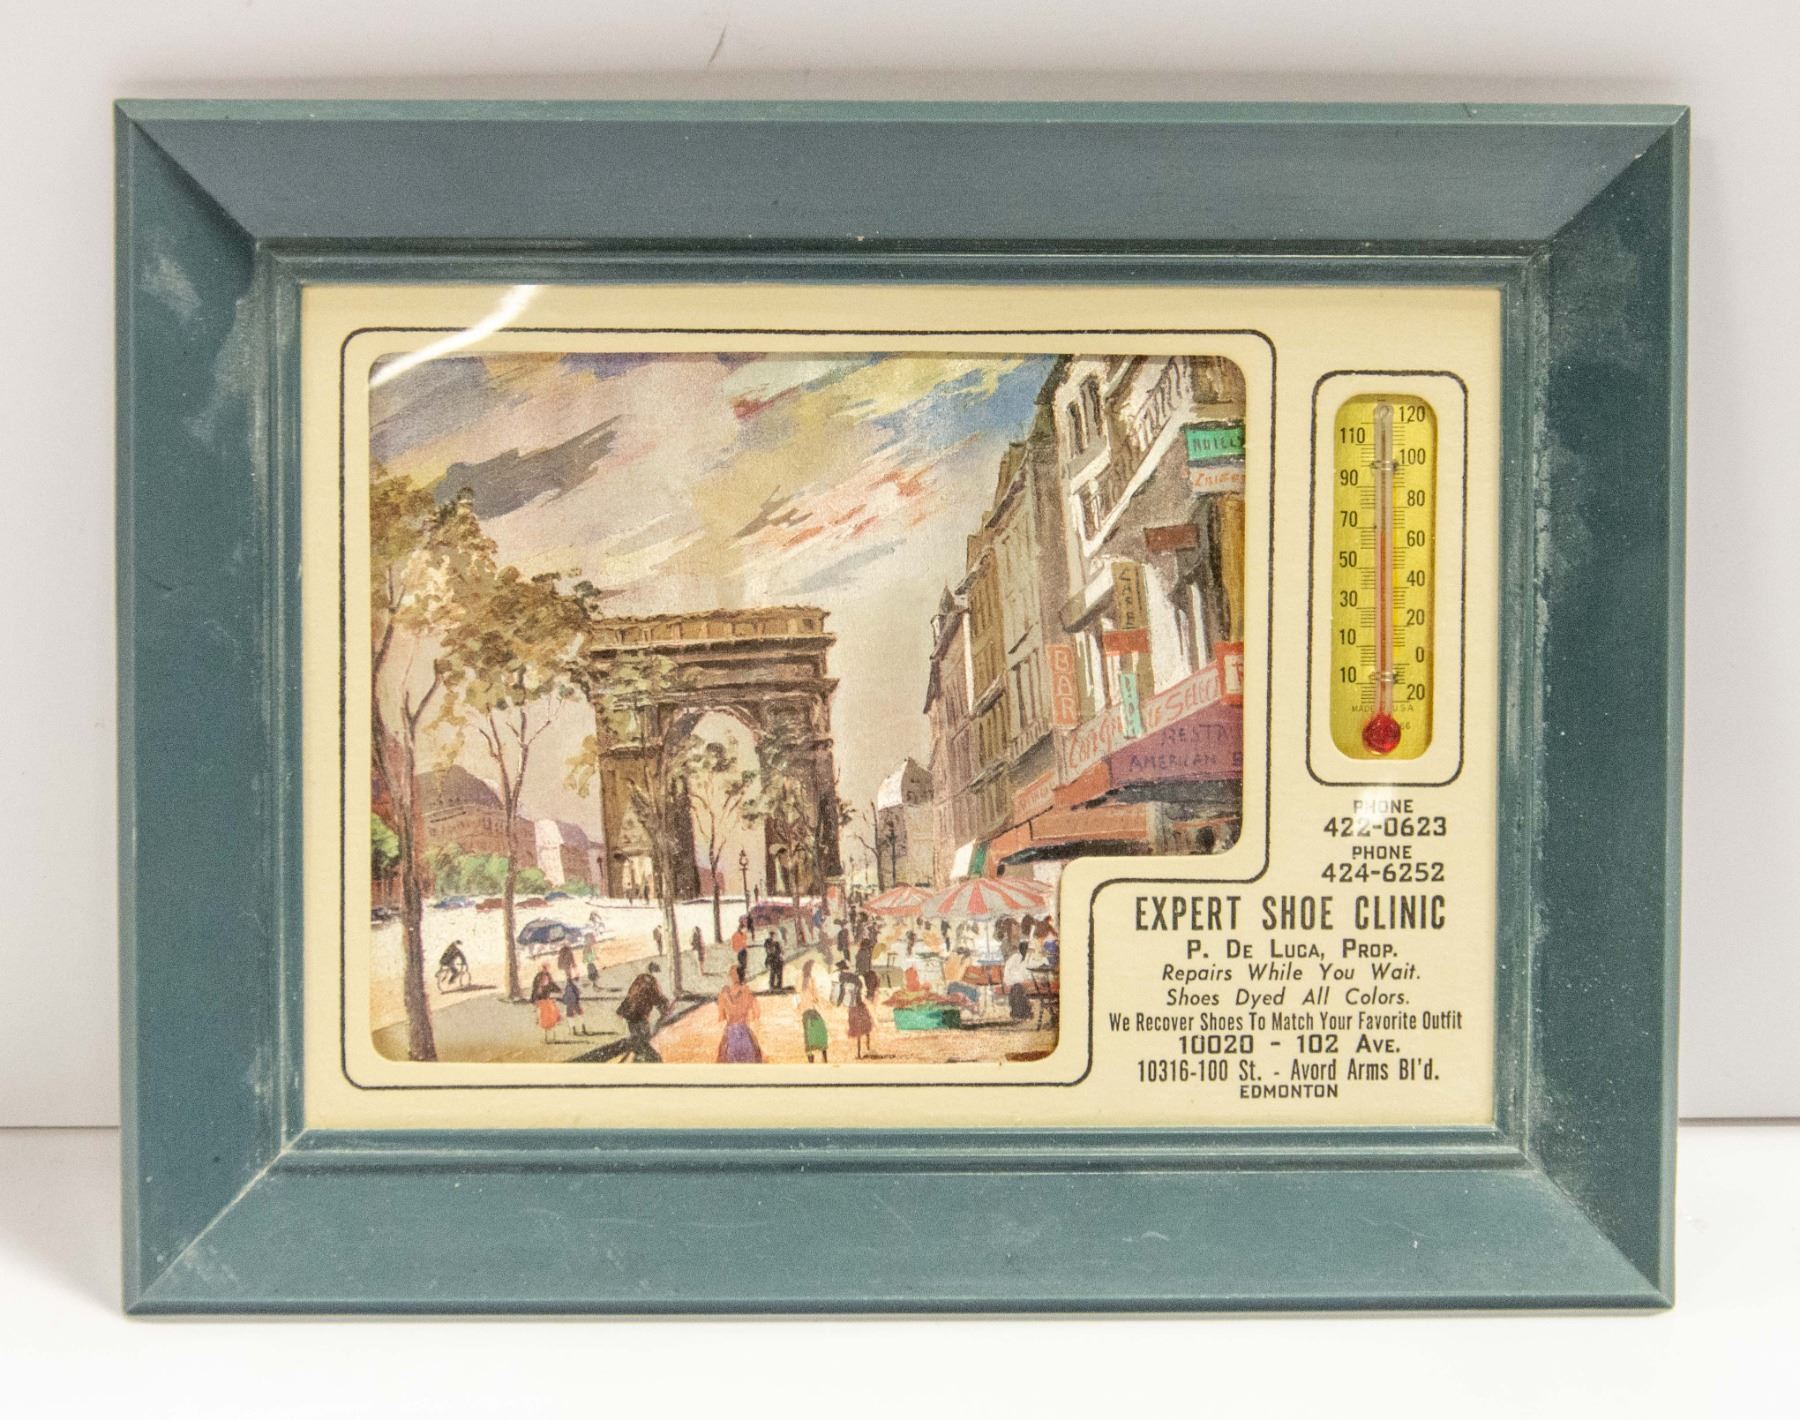 BAR
RESTA
AMERICAN
120
110
100
90
80
70
60
50
40
30
20
10
0
10
20
MADE U.S.A
PHONE
422-0623
PHONE
424-6252
EXPERT SHOE CLINIC
P. DE LUCA, PROP.
Repairs While You Wait.
Shoes Dyed All Colors.
We Recover Shoes To Match Your Favorite Outfit
10020 - 102 AVE.
10316-100 St. - Avord Arms Bl'd.
EDMONTON